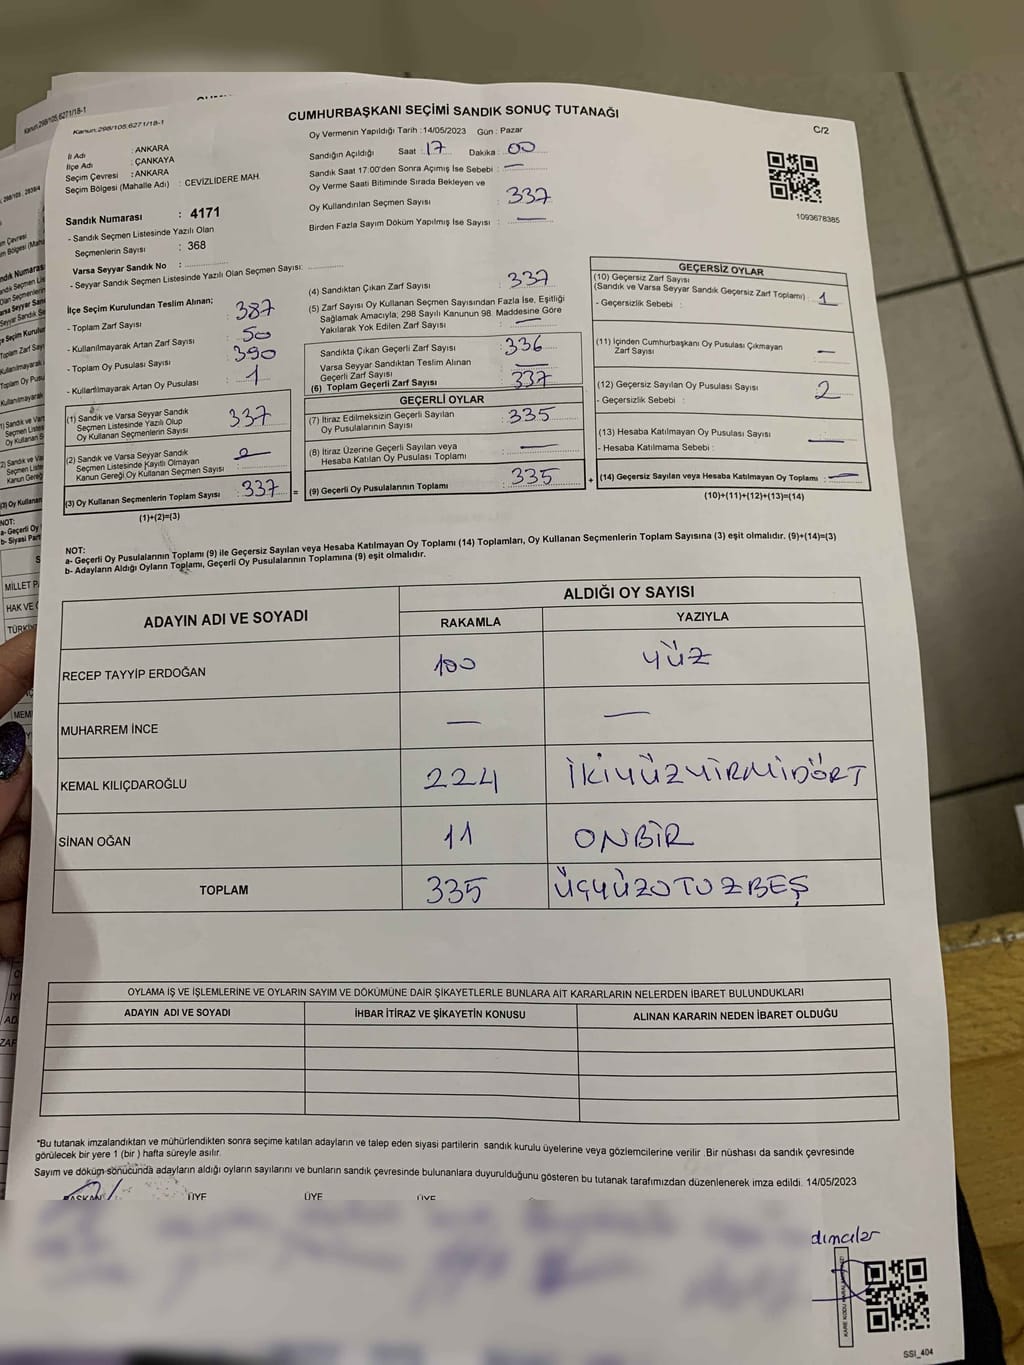 Kanun:298/105,6271/18-1
Kanun:298/105,6271/18-1
CUMHURBAŞKANI SEÇİMİ SANDIK SONUÇ TUTANAĞI
C/2
İl Adı : ANKARA
İlçe Adı : ÇANKAYA
Seçim Çevresi : ANKARA
Seçim Bölgesi (Mahalle Adı) : CEVİZLİDERE MAH.
Sandık Numarası : 4171
- Sandık Seçmen Listesinde Yazılı Olan
Seçmenlerin Sayısı : 368
Varsa Seyyar Sandık No :
- Seyyar Sandık Seçmen Listesinde Yazılı Olan Seçmen Sayısı:
Oy Vermenin Yapıldığı Tarih : 14/05/2023 Gün : Pazar
Sandığın Açıldığı Saat : 17 Dakika : 00
Sandık Saat 17:00'den Sonra Açımış İse Sebebi : —
Oy Verme Saati Bitiminde Sırada Bekleyen ve
Oy Kullandırılan Seçmen Sayısı : 337
Birden Fazla Sayım Döküm Yapılmış İse Sayısı : —
1093678385
İlçe Seçim Kurulundan Teslim Alınan;
- Toplam Zarf Sayısı : 387
- Kullanılmayarak Artan Zarf Sayısı : 50
- Toplam Oy Pusulası Sayısı : 390
- Kullanılmayarak Artan Oy Pusulası : 1
(1) Sandık ve Varsa Seyyar Sandık
Seçmen Listesinde Yazılı Olup
Oy Kullanan Seçmenlerin Sayısı : 337
(2) Sandık ve Varsa Seyyar Sandık
Seçmen Listesinde Kayıtlı Olmayan
Kanun Gereği Oy Kullanan Seçmen Sayısı :
(3) Oy Kullanan Seçmenlerin Toplam Sayısı : 337 =
(1)+(2)=(3)
(4) Sandıktan Çıkan Zarf Sayısı : 337
(5) Zarf Sayısı Oy Kullanan Seçmen Sayısından Fazla İse, Eşitliği
Sağlamak Amacıyla; 298 Sayılı Kanunun 98. Maddesine Göre
Yakılarak Yok Edilen Zarf Sayısı : —
Sandıkta Çıkan Geçerli Zarf Sayısı : 336
Varsa Seyyar Sandıktan Teslim Alınan
Geçerli Zarf Sayısı : —
(6) Toplam Geçerli Zarf Sayısı : 337
GEÇERLİ OYLAR
(7) İtiraz Edilmeksizin Geçerli Sayılan
Oy Pusulalarının Sayısı : 335
(8) İtiraz Üzerine Geçerli Sayılan veya
Hesaba Katılan Oy Pusulası Toplamı : —
(9) Geçerli Oy Pusulalarının Toplamı : 335 +
GEÇERSİZ OYLAR
(10) Geçersiz Zarf Sayısı
(Sandık ve Varsa Seyyar Sandık Geçersiz Zarf Toplamı) : 1
- Geçersizlik Sebebi :
(11) İçinden Cumhurbaşkanı Oy Pusulası Çıkmayan
Zarf Sayısı : —
(12) Geçersiz Sayılan Oy Pusulası Sayısı : 2
- Geçersizlik Sebebi :
(13) Hesaba Katılmayan Oy Pusulası Sayısı : —
- Hesaba Katılmama Sebebi :
(14) Geçersiz Sayılan veya Hesaba Katılmayan Oy Toplamı : —
(10)+(11)+(12)+(13)=(14)
NOT:
a- Geçerli Oy Pusulalarının Toplamı (9) ile Geçersiz Sayılan veya Hesaba Katılmayan Oy Toplamı (14) Toplamları, Oy Kullanan Seçmenlerin Toplam Sayısına (3) eşit olmalıdır. (9)+(14)=(3)
b- Adayların Aldığı Oyların Toplamı, Geçerli Oy Pusulalarının Toplamına (9) eşit olmalıdır.
ADAYIN ADI VE SOYADI ALDIĞI OY SAYISI
RAKAMLA YAZIYLA
RECEP TAYYİP ERDOĞAN 100 YÜZ
MUHARREM İNCE — —
KEMAL KILIÇDAROĞLU 224 İKİYÜZYİRMİDÖRT
SİNAN OĞAN 11 ONBİR
TOPLAM 335 ÜÇYÜZOTUZBEŞ
OYLAMA İŞ VE İŞLEMLERİNE VE OYLARIN SAYIM VE DÖKÜMÜNE DAİR ŞİKAYETLERLE BUNLARA AİT KARARLARIN NELERDEN İBARET BULUNDUKLARI
ADAYIN ADI VE SOYADI İHBAR İTİRAZ VE ŞİKAYETİN KONUSU ALINAN KARARIN NEDEN İBARET OLDUĞU
*Bu tutanak imzalandıktan ve mühürlendikten sonra seçime katılan adayların ve talep eden siyasi partilerin sandık kurulu üyelerine veya gözlemcilerine verilir .Bir nüshası da sandık çevresinde
görülecek bir yere 1 (bir ) hafta süreyle asılır.
Sayım ve döküm sonucunda adayların aldığı oyların sayılarını ve bunların sandık çevresinde bulunanlara duyurulduğunu gösteren bu tutanak tarafımızdan düzenlenerek imza edildi. 14/05/2023
BAŞKAN ÜYE ÜYE ÜYE
SSI_404